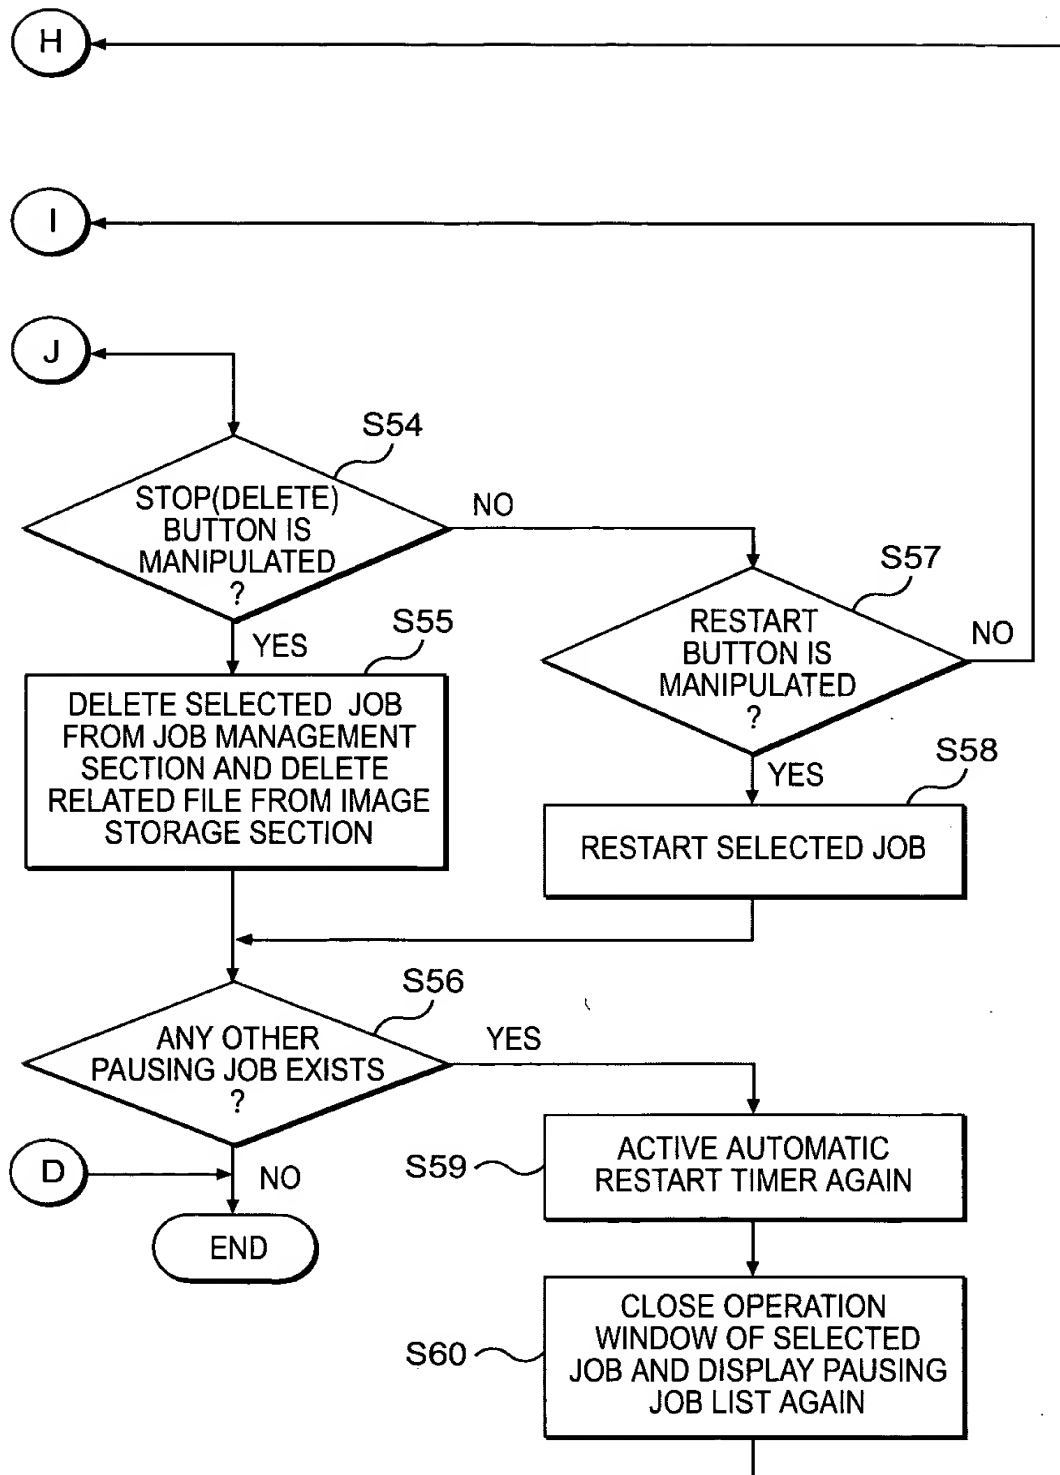 H
I
J
S54
STOP(DELETE)
BUTTON IS
MANIPULATED
?
NO
YES
S57
RESTART
BUTTON IS
MANIPULATED
?
NO
YES
S55
DELETE SELECTED JOB
FROM JOB MANAGEMENT
SECTION AND DELETE
RELATED FILE FROM IMAGE
STORAGE SECTION
S58
RESTART SELECTED JOB
S56
ANY OTHER
PAUSING JOB EXISTS
?
YES
D
NO
END
S59
ACTIVE AUTOMATIC
RESTART TIMER AGAIN
S60
CLOSE OPERATION
WINDOW OF SELECTED
JOB AND DISPLAY PAUSING
JOB LIST AGAIN